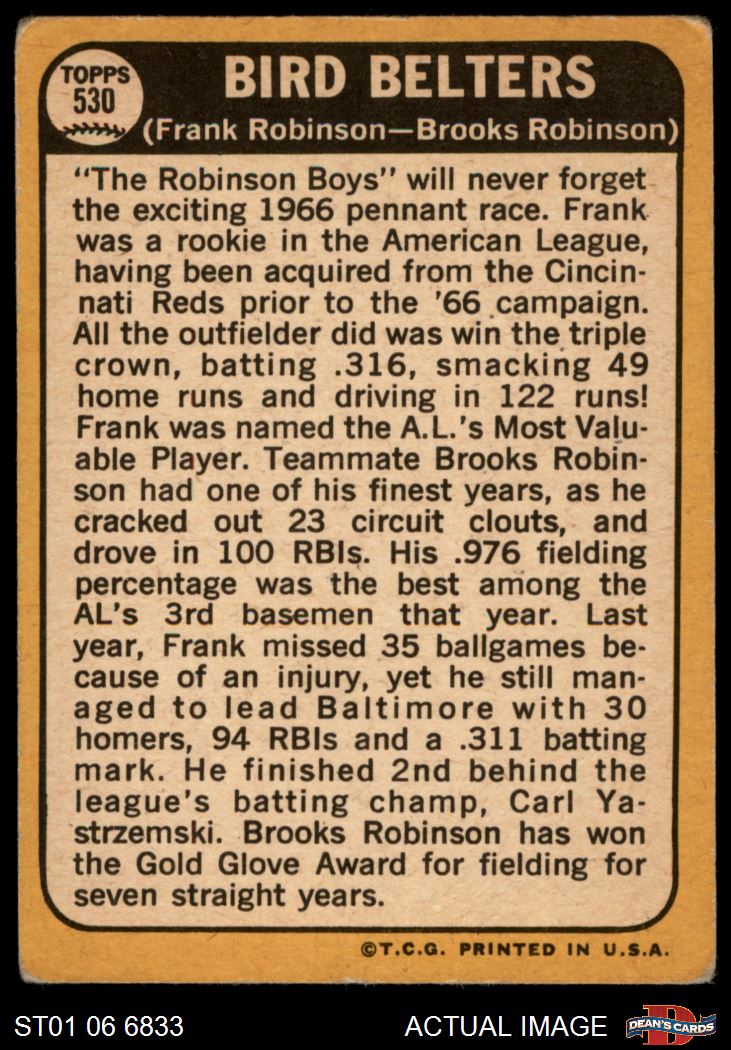 TOPPS
530
BIRD BELTERS
(Frank Robinson—Brooks Robinson)
"The Robinson Boys" will never forget
the exciting 1966 pennant race. Frank
was a rookie in the American League,
having been acquired from the Cincin-
nati Reds prior to the '66 campaign.
All the outfielder did was win the triple
crown, batting .316, smacking 49
home runs and driving in 122 runs!
Frank was named the A.L.'s Most Valu-
able Player. Teammate Brooks Robin-
son had one of his finest years, as he
cracked out 23 circuit clouts, and
drove in 100 RBIs. His .976 fielding
percentage was the best among the
AL's 3rd basemen that year. Last
year, Frank missed 35 ballgames be-
cause of an injury, yet he still man-
aged to lead Baltimore with 30
homers, 94 RBIs and a .311 batting
mark. He finished 2nd behind the
league's batting champ, Carl Ya-
strzemski. Brooks Robinson has won
the Gold Glove Award for fielding for
seven straight years.
©T.C.G. PRINTED IN U.S.A.
ST01 06 6833
ACTUAL IMAGE
D
DEAN'S CARDS